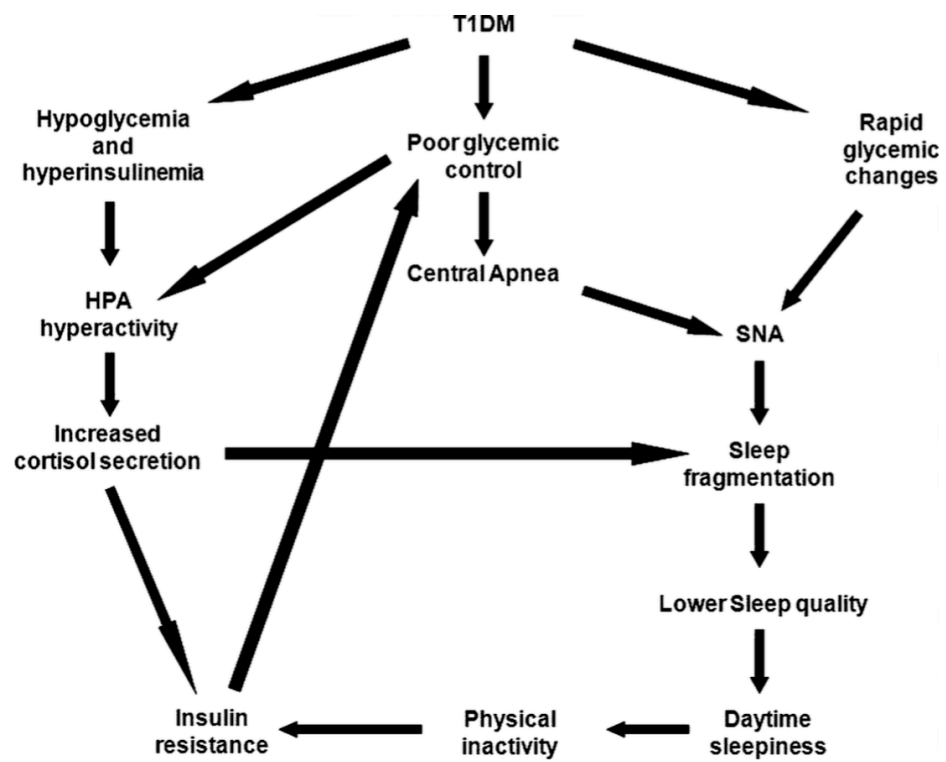 T1DM
Hypoglycemia
and
hyperinsulinemia
Poor glycemic
control
Rapid
glycemic
changes
Central Apnea
HPA
hyperactivity
SNA
Increased
cortisol secretion
Sleep
fragmentation
Lower Sleep quality
Insulin
resistance
Physical
inactivity
Daytime
sleepiness